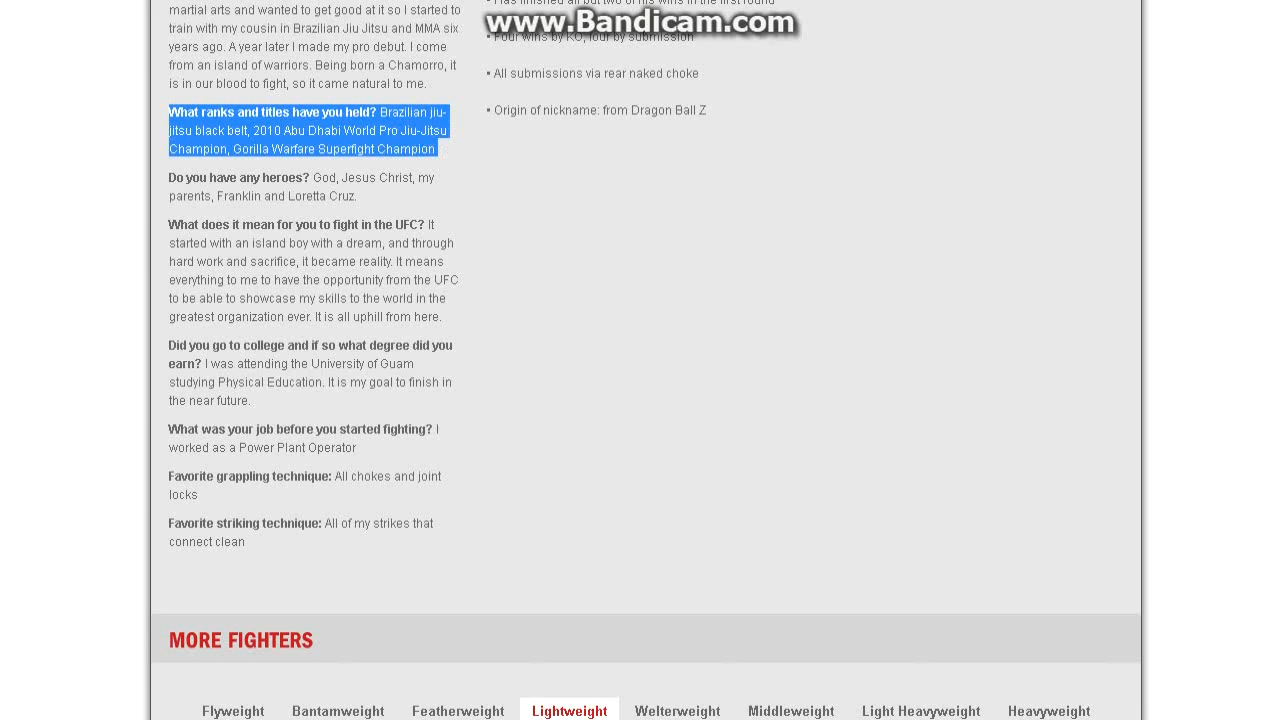 martial arts and wanted to get good at it so I started to
train with my cousin in Brazilian Jiu Jitsu and MMA six
years ago. A year later I made my pro debut. I come
from an island of warriors. Being born a Chamorro, it
is in our blood to fight, so it came natural to me.
What ranks and titles have you held? Brazilian jiu-
jitsu black belt, 2010 Abu Dhabi World Pro Jiu-Jitsu
Champion, Gorilla Warfare Superfight Champion
Do you have any heroes? God, Jesus Christ, my
parents, Franklin and Loretta Cruz.
What does it mean for you to fight in the UFC? It
started with an island boy with a dream, and through
hard work and sacrifice, it became reality. It means
everything to me to have the opportunity from the UFC
to be able to showcase my skills to the world in the
greatest organization ever. It is all uphill from here.
Did you go to college and if so what degree did you
earn? I was attending the University of Guam
studying Physical Education. It is my goal to finish in
the near future.
What was your job before you started fighting? I
worked as a Power Plant Operator
Favorite grappling technique: All chokes and joint
locks
Favorite striking technique: All of my strikes that
connect clean
• Has finished all but two of his wins in the first round
www.Bandicam.com
• Four wins by KO, four by submission
• All submissions via rear naked choke
• Origin of nickname: from Dragon Ball Z
MORE FIGHTERS
Flyweight Bantamweight Featherweight Lightweight Welterweight Middleweight Light Heavyweight Heavyweight